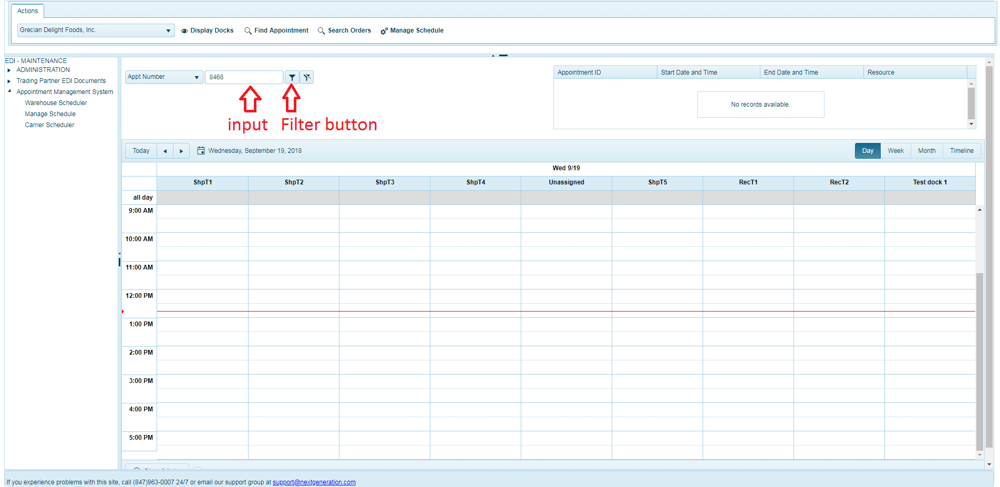 Actions
Grecian Delight Foods, Inc.
Display Docks
Find Appointment
Search Orders
Manage Schedule
EDI - MAINTENANCE
ADMINISTRATION
Trading Partner EDI Documents
Appointment Management System
Warehouse Scheduler
Manage Schedule
Carrier Scheduler
Appt Number
8468
input
Filter button
Appointment ID
Start Date and Time
End Date and Time
Resource
No records available.
Today
Wednesday, September 19, 2018
Day
Week
Month
Timeline
Wed 9/19
ShpT1
ShpT2
ShpT3
ShpT4
Unassigned
ShpT5
RecT1
RecT2
Test dock 1
all day
9:00 AM
10:00 AM
11:00 AM
12:00 PM
1:00 PM
2:00 PM
3:00 PM
4:00 PM
5:00 PM
If you experience problems with this site, call (847)963-0007 24/7 or email our support group at support@nextgeneration.com